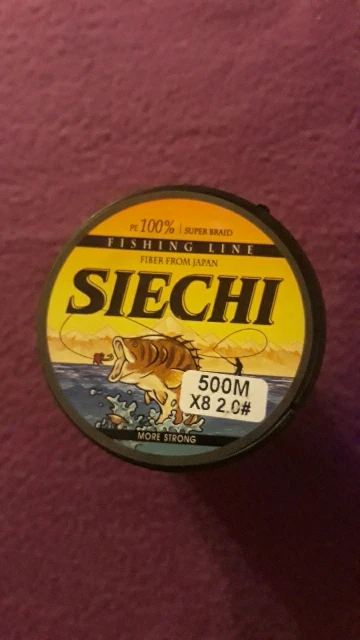 PE 100% | SUPER BRAID
FISHING LINE
FIBER FROM JAPAN
SIECHI
500M
X8 2.0#
MORE STRONG